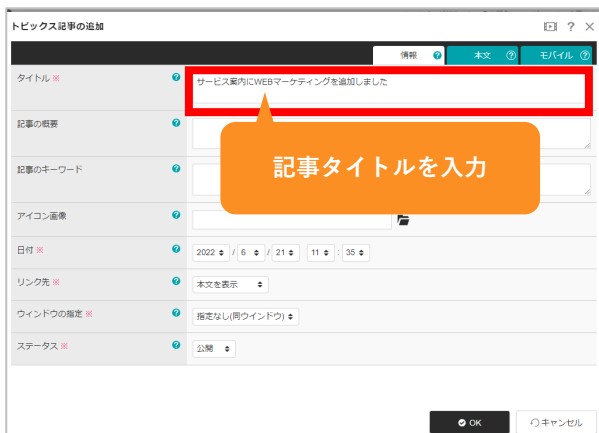 トピックス記事の追加
情報 本文 モバイル
タイトル ※
サービス案内にWEBマーケティングを追加しました
記事の概要
記事タイトルを入力
記事のキーワード
アイコン画像
日付 ※ 2022 / 6 / 21 11 : 35
リンク先 ※ 本文を表示
ウィンドウの指定 ※ 指定なし(同ウインドウ)
ステータス ※ 公開
OK キャンセル